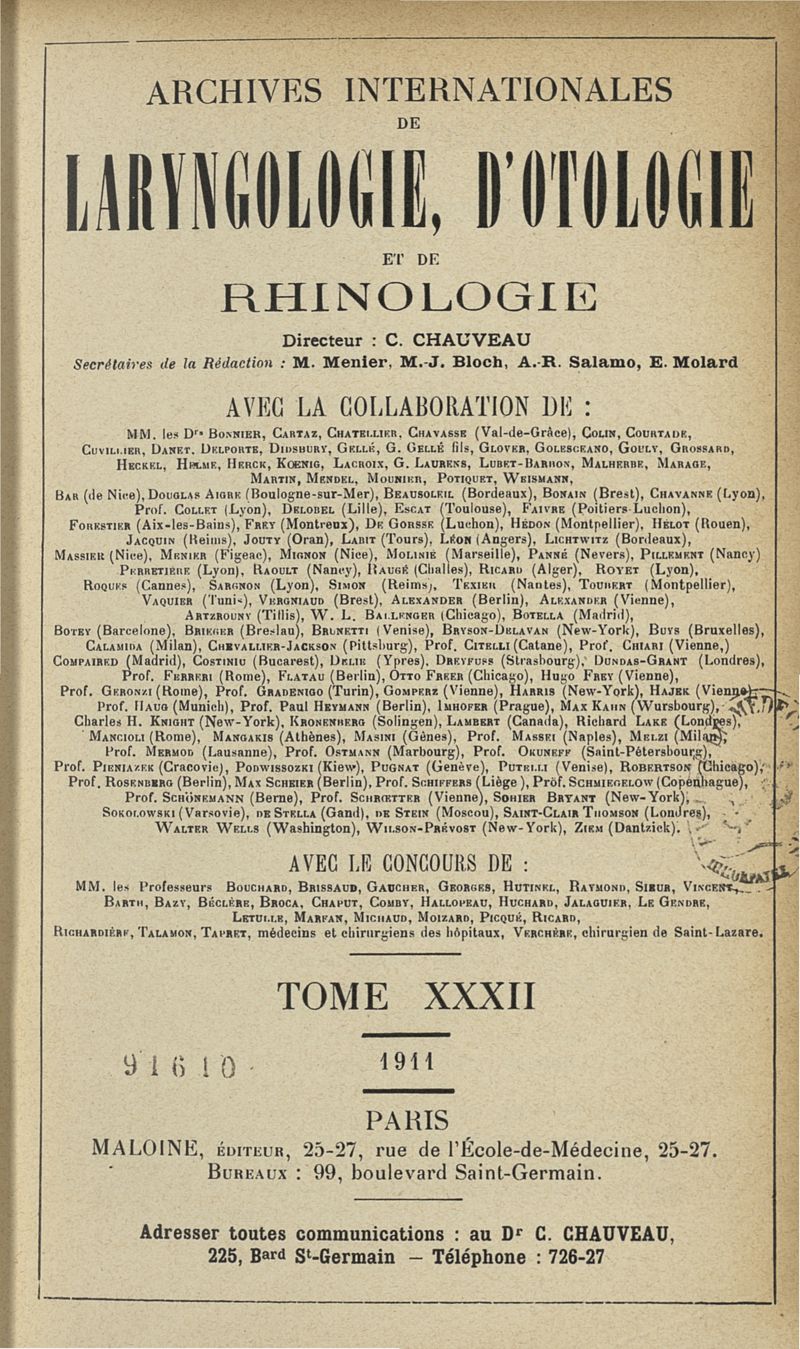 ARCHIVES INTERNATIONALES
DE
LARYNGOLOGIE, D'OTOLOGIE
ET DE
RHINOLOGIE
Directeur : C. CHAUVEAU
Secrétaires de la Rédaction : M. Menier, M.-J. Bloch, A.-R. Salamo, E. Molard
AVEC LA COLLABORATION DE :
MM. les Drs Bonnier, Cartaz, Chatellier, Chavasse (Val-de-Grâce), Colin, Courtade,
Cuvillier, Danet, Delporte, Didsbury, Gellé, G. Gellé fils, Glover, Golesceano, Gouly, Grossard,
Heckel, Helme, Herck, Kœnig, Lacroix, G. Laurens, Lubet-Barbon, Malherbe, Marage,
Martin, Mendel, Mounier, Potiquet, Weismann,
Bar (de Nice), Douglas Aigre (Boulogne-sur-Mer), Beausoleil (Bordeaux), Bonain (Brest), Chavanne (Lyon),
Prof. Collet (Lyon), Delobel (Lille), Escat (Toulouse), Faivre (Poitiers-Luchon),
Forestier (Aix-les-Bains), Frey (Montreux), De Gorsse (Luchon), Hédon (Montpellier), Hélot (Rouen),
Jacquin (Reims), Jouty (Oran), Labit (Tours), Léon (Angers), Lichtwitz (Bordeaux),
Massier (Nice), Menier (Figeac), Mignon (Nice), Molinié (Marseille), Panné (Nevers), Pillement (Nancy)
Perretière (Lyon), Raoult (Nancy), Raugé (Challes), Ricard (Alger), Royet (Lyon),
Roques (Cannes), Sargnon (Lyon), Simon (Reims), Texier (Nantes), Toubert (Montpellier),
Vaquier (Tunis), Vergniaud (Brest), Alexander (Berlin), Alexander (Vienne),
Artzrouny (Tiflis), W. L. Ballenger (Chicago), Botella (Madrid),
Botey (Barcelone), Brieger (Breslau), Brunetti (Venise), Bryson-Delavan (New-York), Buys (Bruxelles),
Calamida (Milan), Chevallier-Jackson (Pittsburg), Prof. Citelli (Catane), Prof. Chiari (Vienne,)
Compaired (Madrid), Costiniu (Bucarest), Delie (Ypres), Dreyfuss (Strasbourg), Dundas-Grant (Londres),
Prof. Ferreri (Rome), Flatau (Berlin), Otto Freer (Chicago), Hugo Frey (Vienne),
Prof. Geronzi (Rome), Prof. Gradenigo (Turin), Gomperz (Vienne), Harris (New-York), Hajek (Vienne)
Prof. Haug (Munich), Prof. Paul Heymann (Berlin), Imhofer (Prague), Max Kahn (Wursbourg),
Charles H. Knight (New-York), Kronenberg (Solingen), Lambert (Canada), Richard Lake (Londres),
Mancioli (Rome), Mangakis (Athènes), Masini (Gênes), Prof. Massei (Naples), Melzi (Milan),
Prof. Mermod (Lausanne), Prof. Ostmann (Marbourg), Prof. Okuneff (Saint-Pétersbourg),
Prof. Pieniazek (Cracovie), Podwissozki (Kiew), Pugnat (Genève), Putelli (Venise), Robertson (Chicago),
Prof. Rosenberg (Berlin), Max Scheier (Berlin), Prof. Schiffers (Liège), Prof. Schmiegelow (Copenhague),
Prof. Schönemann (Berne), Prof. Schrœtter (Vienne), Sohier Bryant (New-York),
Sokolowski (Varsovie), de Stella (Gand), de Stein (Moscou), Saint-Clair Thomson (Londres),
Walter Wells (Washington), Wilson-Prévost (New-York), Ziem (Dantzick).
AVEC LE CONCOURS DE :
MM. les Professeurs Bouchard, Brissaud, Gaucher, Georges, Hutinel, Raymond, Sieur, Vincent,
Barth, Bazy, Béclère, Broca, Chaput, Comby, Hallopeau, Huchard, Jalaguier, Le Gendre,
Letulle, Marfan, Michaud, Moizard, Picqué, Ricard,
Richardière, Talamon, Tapret, médecins et chirurgiens des hôpitaux, Verchère, chirurgien de Saint-Lazare.
TOME XXXII
91610
1911
PARIS
MALOINE, éditeur, 25-27, rue de l'École-de-Médecine, 25-27.
Bureaux : 99, boulevard Saint-Germain.
Adresser toutes communications : au Dr C. CHAUVEAU,
225, Bard St-Germain — Téléphone : 726-27